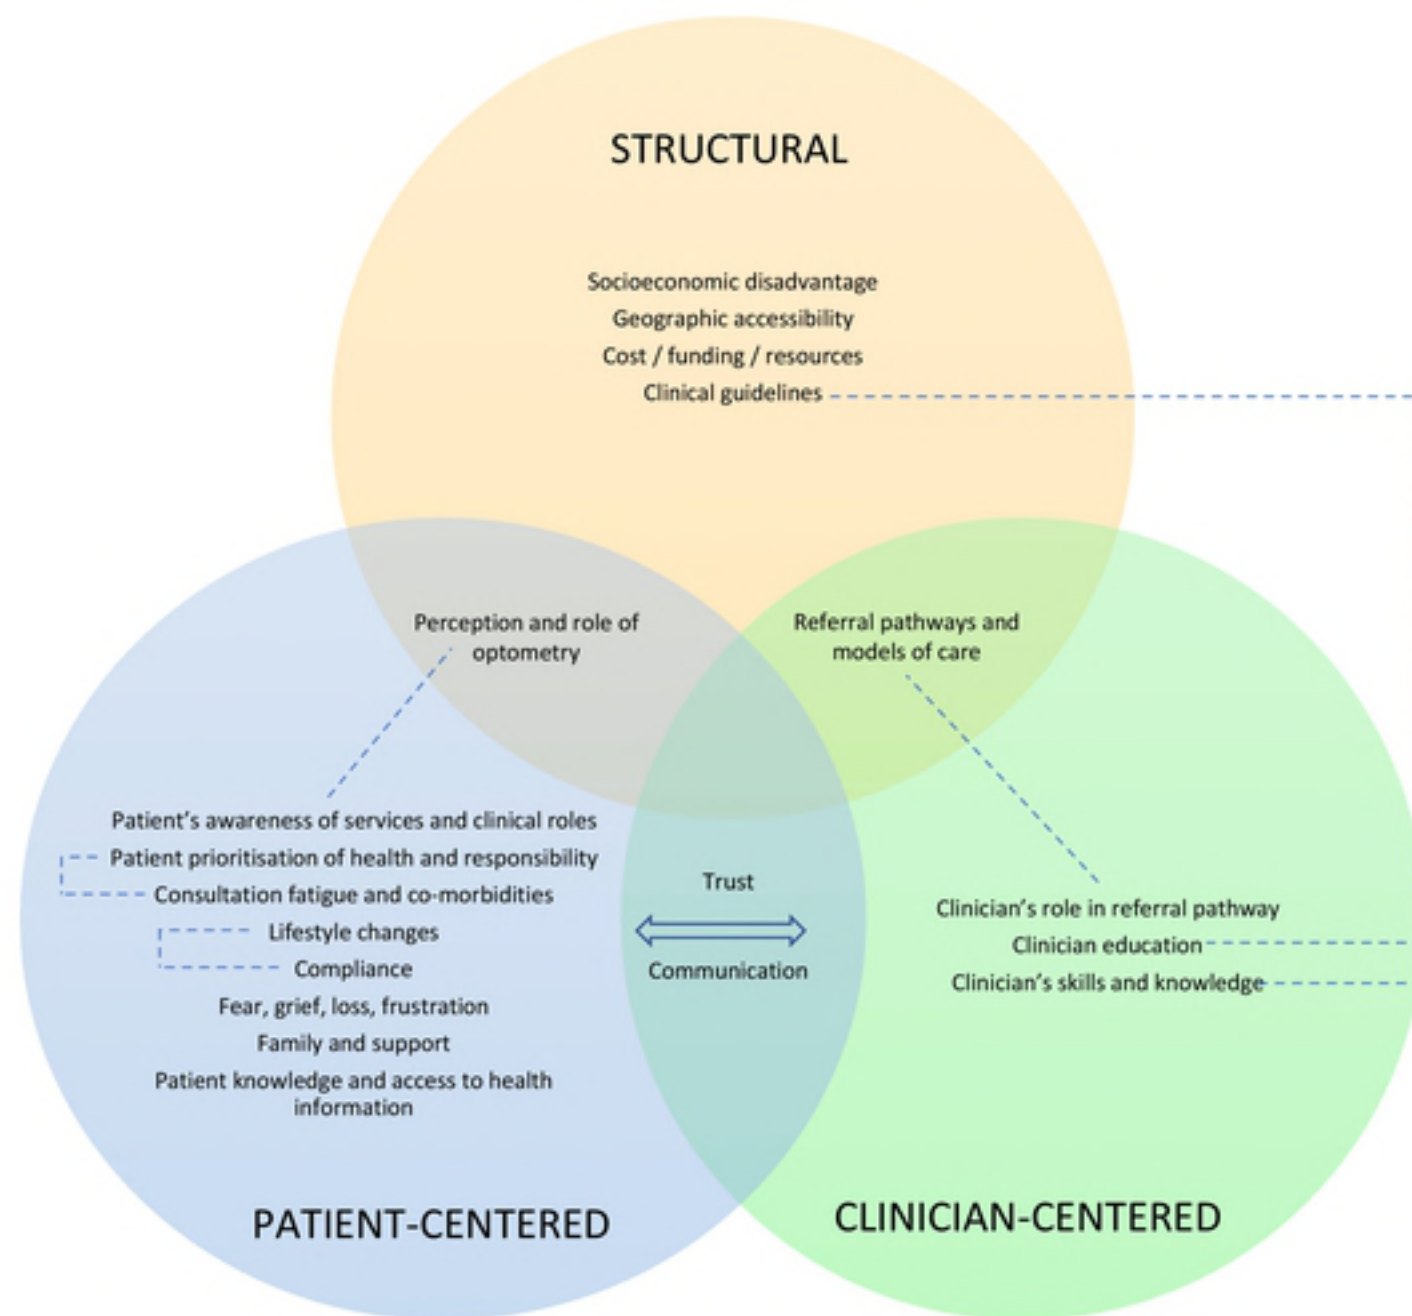 STRUCTURAL
Socioeconomic disadvantage
Geographic accessibility
Cost / funding / resources
Clinical guidelines
Perception and role of
optometry
Referral pathways and
models of care
Patient's awareness of services and clinical roles
Patient prioritisation of health and responsibility
Consultation fatigue and co-morbidities
Lifestyle changes
Compliance
Fear, grief, loss, frustration
Family and support
Patient knowledge and access to health
information
Trust
Communication
Clinician's role in referral pathway
Clinician education
Clinician's skills and knowledge
PATIENT-CENTERED
CLINICIAN-CENTERED